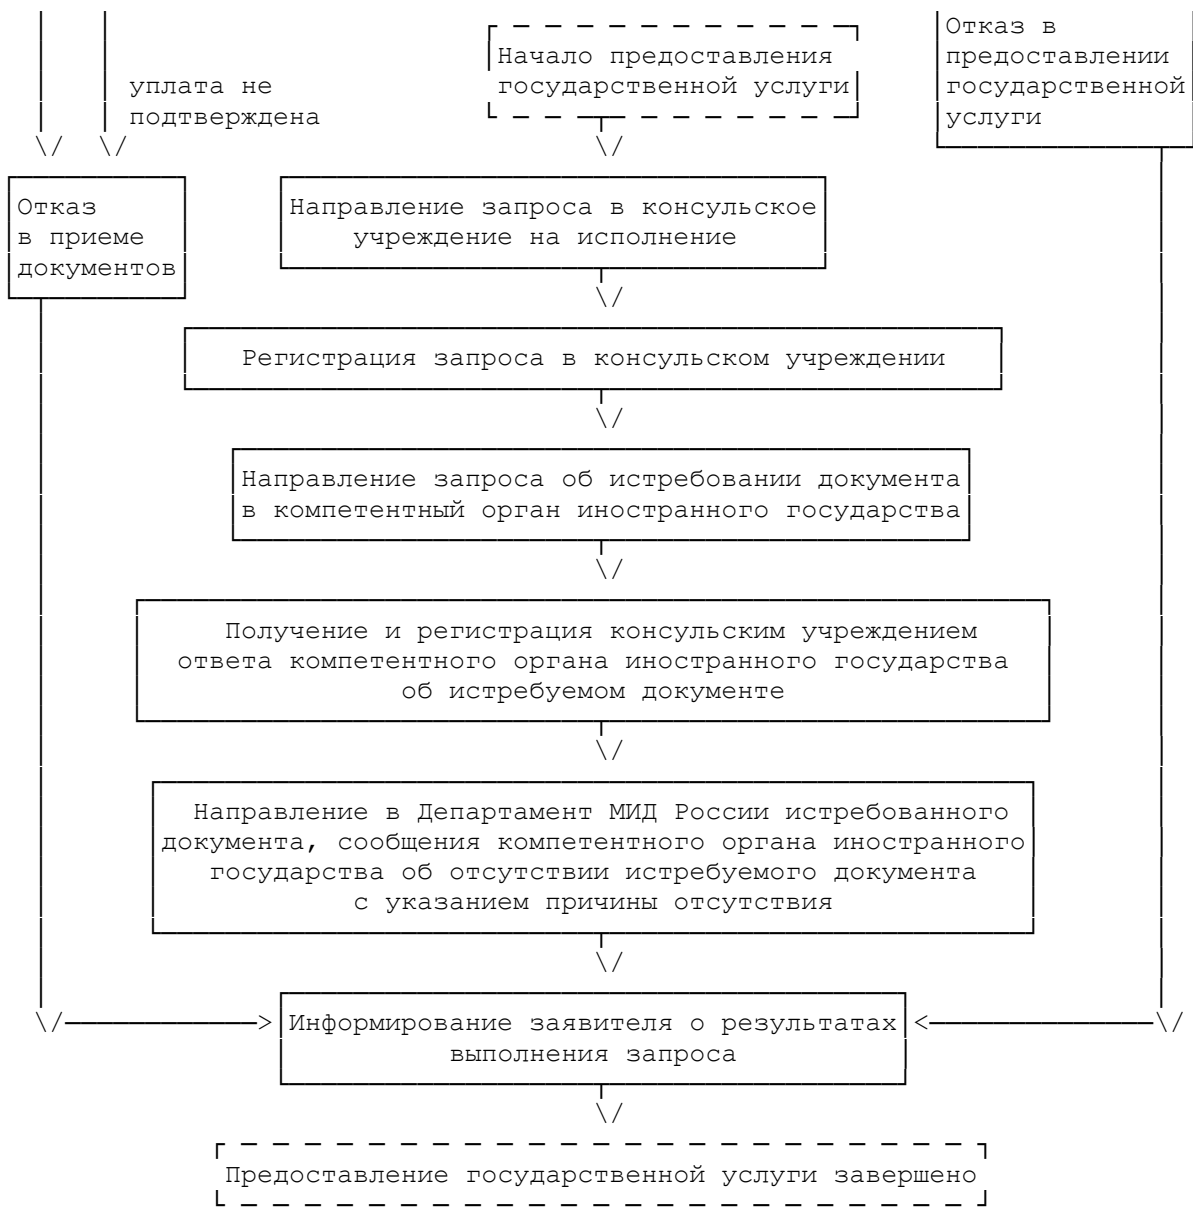 Отказ в
предоставлении
государственной
услуги
Начало предоставления
государственной услуги
уплата не
подтверждена
Отказ
в приеме
документов
Направление запроса в консульское
учреждение на исполнение
Регистрация запроса в консульском учреждении
Направление запроса об истребовании документа
в компетентный орган иностранного государства
Получение и регистрация консульским учреждением
ответа компетентного органа иностранного государства
об истребуемом документе
Направление в Департамент МИД России истребованного
документа, сообщения компетентного органа иностранного
государства об отсутствии истребуемого документа
с указанием причины отсутствия
Информирование заявителя о результатах
выполнения запроса
Предоставление государственной услуги завершено